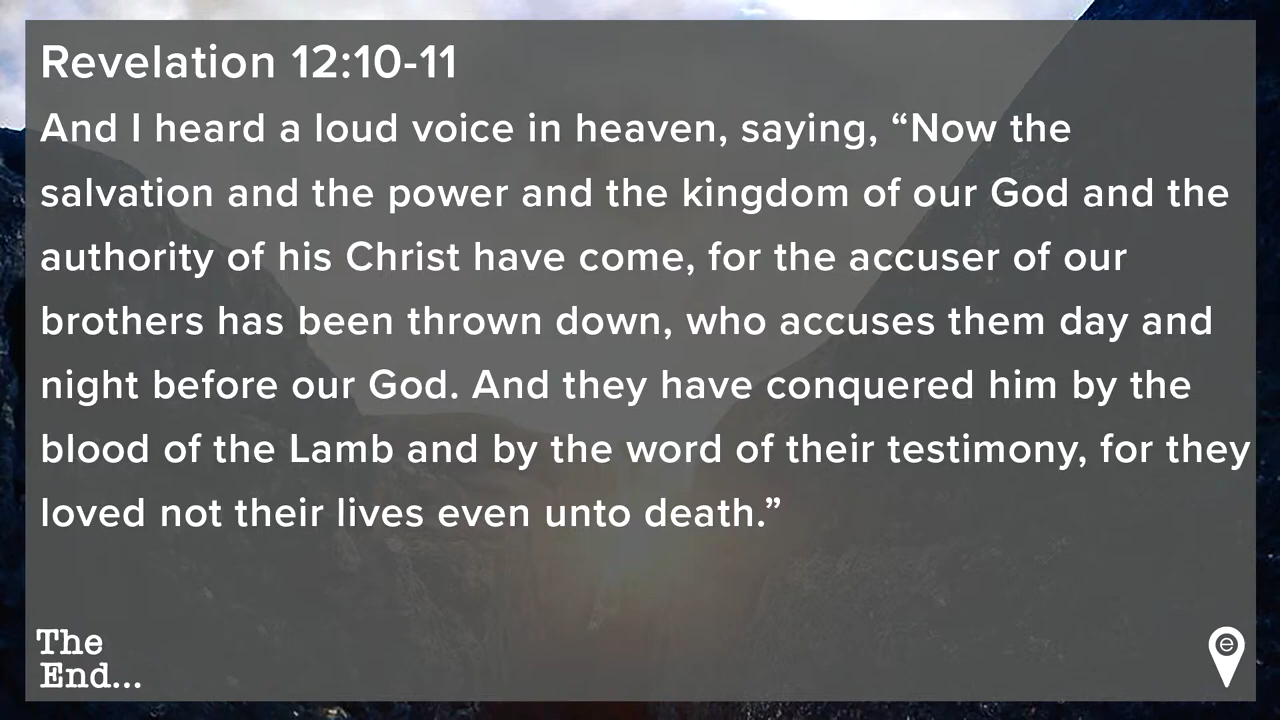 Revelation 12:10-11
And I heard a loud voice in heaven, saying, “Now the
salvation and the power and the kingdom of our God and the
authority of his Christ have come, for the accuser of our
brothers has been thrown down, who accuses them day and
night before our God. And they have conquered him by the
blood of the Lamb and by the word of their testimony, for they
loved not their lives even unto death.”
The
End...
e